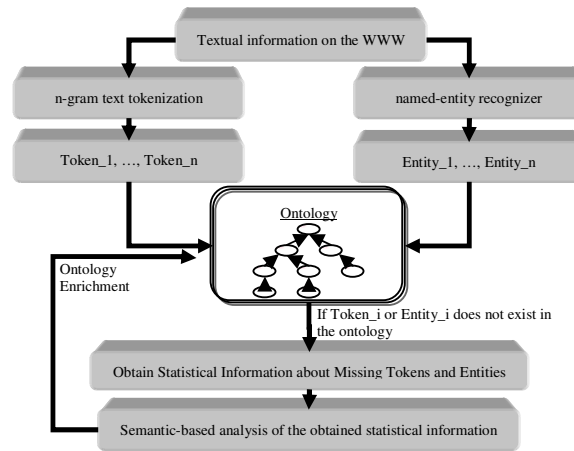 Textual information on the WWW
n-gram text tokenization
named-entity recognizer
Token_1, …, Token_n
Entity_1, …, Entity_n
Ontology
Ontology
Enrichment
If Token_i or Entity_i does not exist in
the ontology
Obtain Statistical Information about Missing Tokens and Entities
Semantic-based analysis of the obtained statistical information